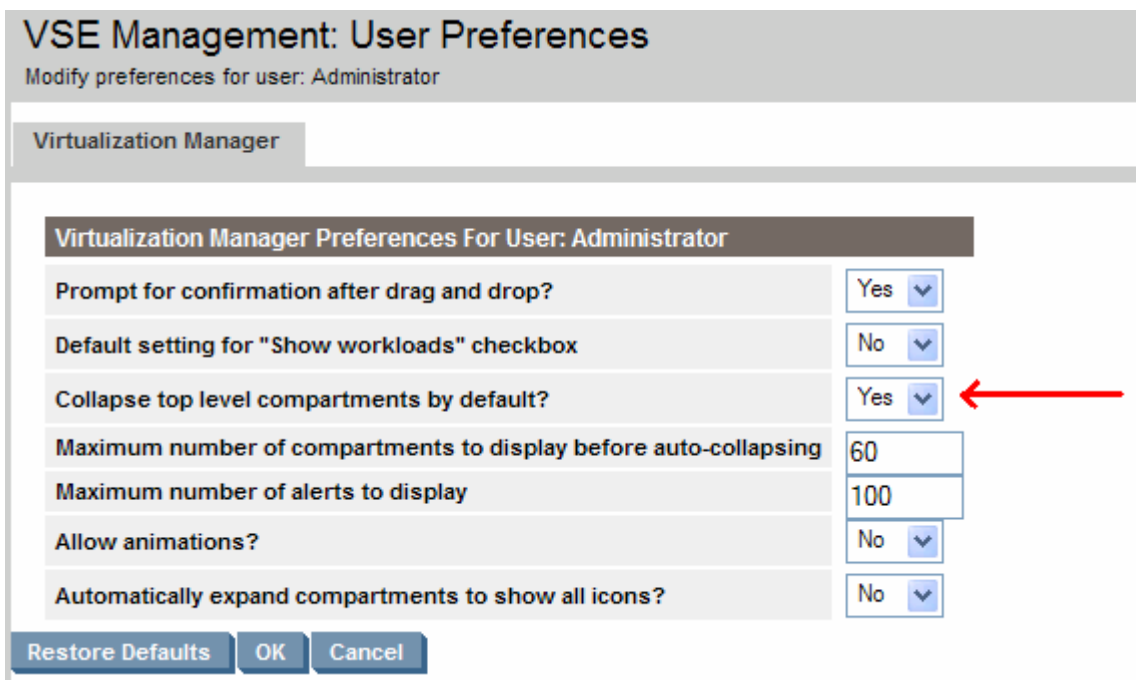 VSE Management: User Preferences
Modify preferences for user: Administrator
Virtualization Manager
Virtualization Manager Preferences For User: Administrator
Prompt for confirmation after drag and drop? Yes
Default setting for "Show workloads" checkbox No
Collapse top level compartments by default? Yes
Maximum number of compartments to display before auto-collapsing 60
Maximum number of alerts to display 100
Allow animations? No
Automatically expand compartments to show all icons? No
Restore Defaults OK Cancel